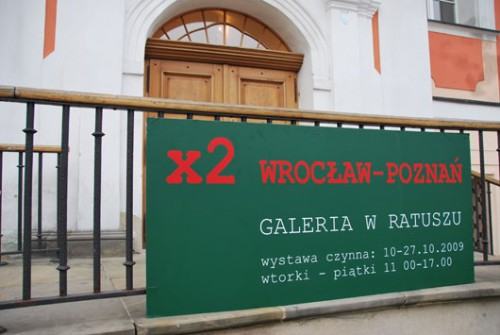 x2 WROCŁAW-POZNAŃ
GALERIA W RATUSZU
wystawa czynna: 10-27.10.2009
wtorki - piątki 11 00-17.00